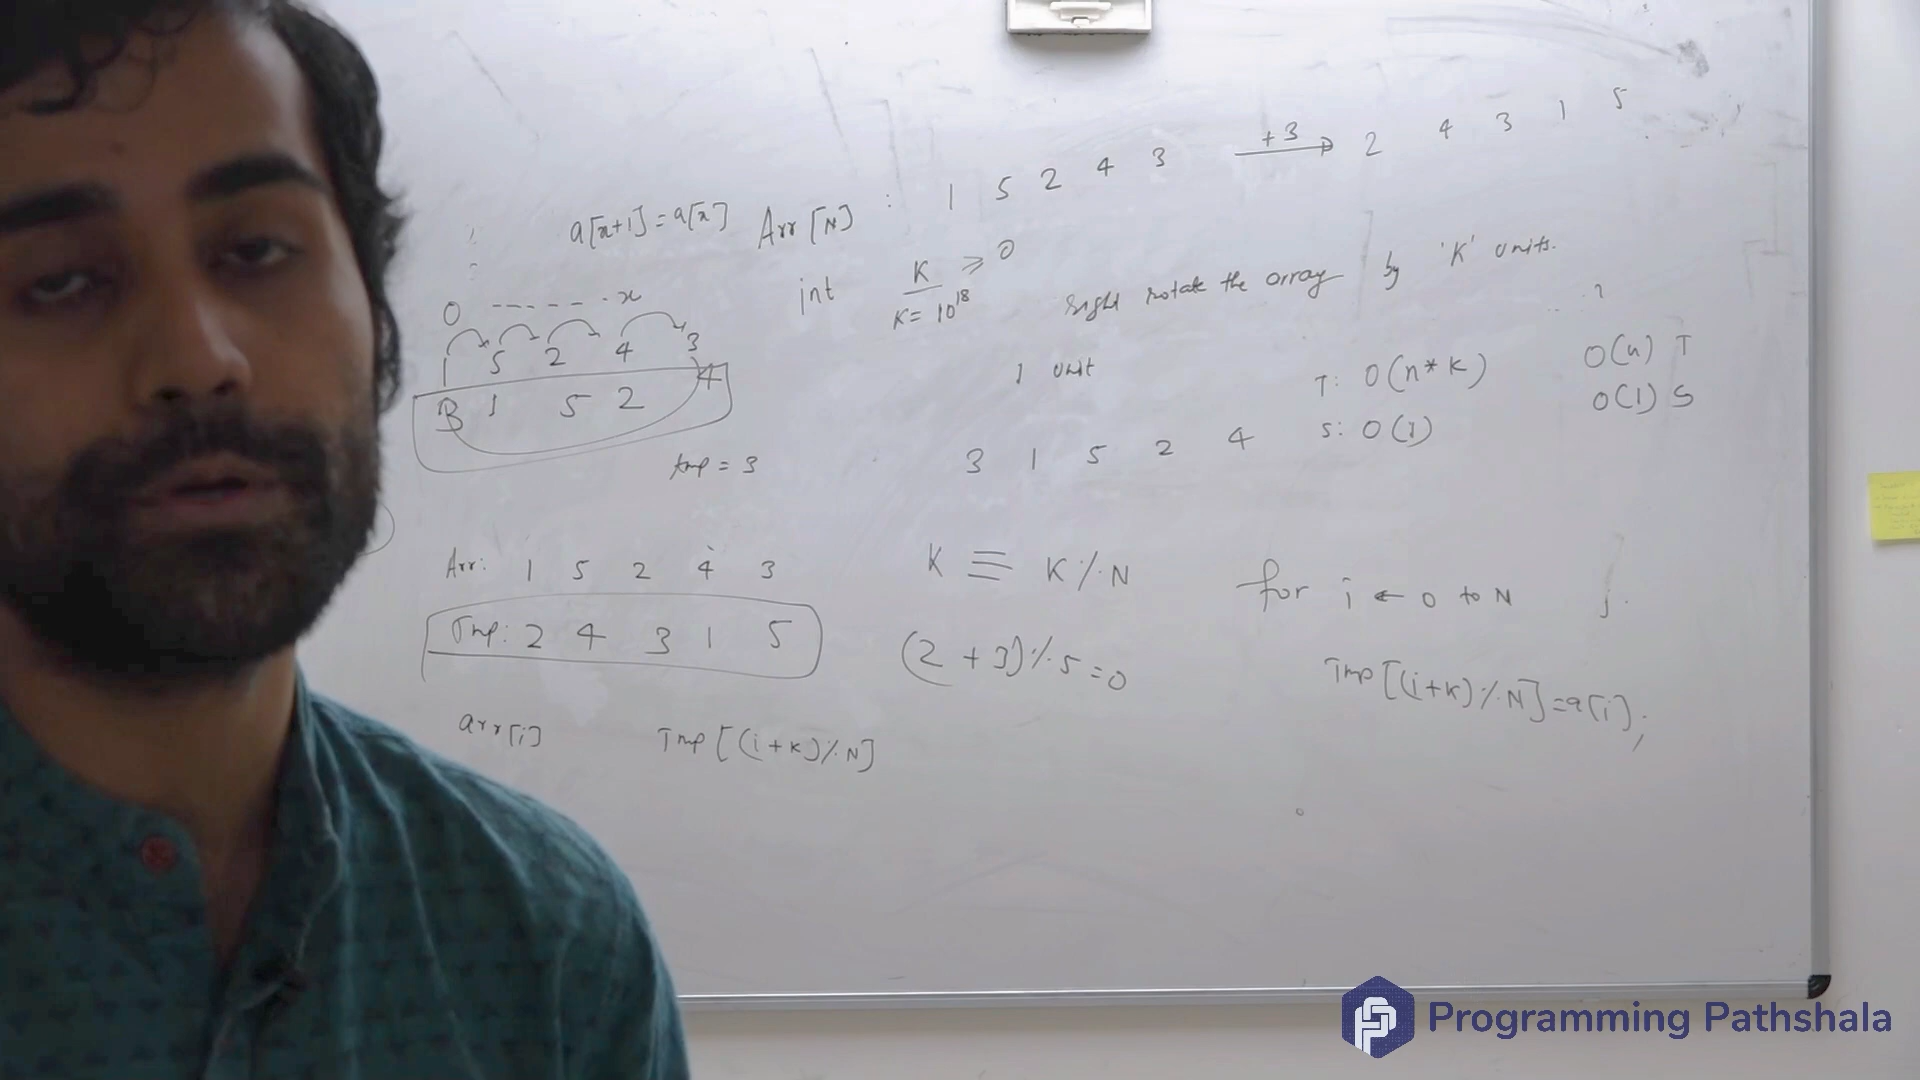 Arr [N] : 1 5 2 4 3 +3 → 2 4 3 1 5
a[x+1] = a[x]
int K ≥ 0
K = 10^18
right rotate the array by 'K' units.
0 ------ x
1 5 2 4 3
3 1 5 2 4
tmp = 3
1 unit
3 1 5 2 4
T: O(n*k)
S: O(1)
O(n) T
O(1) S
Arr: 1 5 2 4 3
Tmp: 2 4 3 1 5
arr[i] Tmp[(i+k)%N]
K ≡ K%N
(2+3)%5=0
for i ← 0 to N
Tmp[(i+k)%N]=a[i];
Programming Pathshala